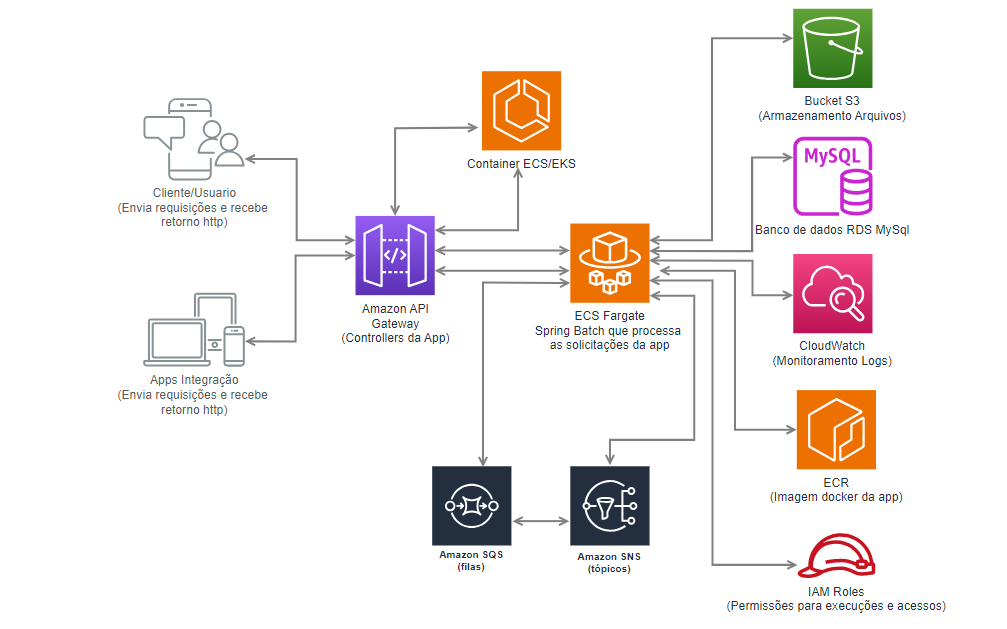 Bucket S3
(Armazenamento Arquivos)
Container ECS/EKS
MySQL
Cliente/Usuario
(Envia requisições e recebe
retorno http)
Banco de dados RDS MySql
</>
Amazon API
Gateway
(Controllers da App)
ECS Fargate
Spring Batch que processa
as solicitações da app
CloudWatch
(Monitoramento Logs)
Apps Integração
(Envia requisições e recebe
retorno http)
ECR
(Imagem docker da app)
Amazon SQS
(filas)
Amazon SNS
(tópicos)
IAM Roles
(Permissões para execuções e acessos)